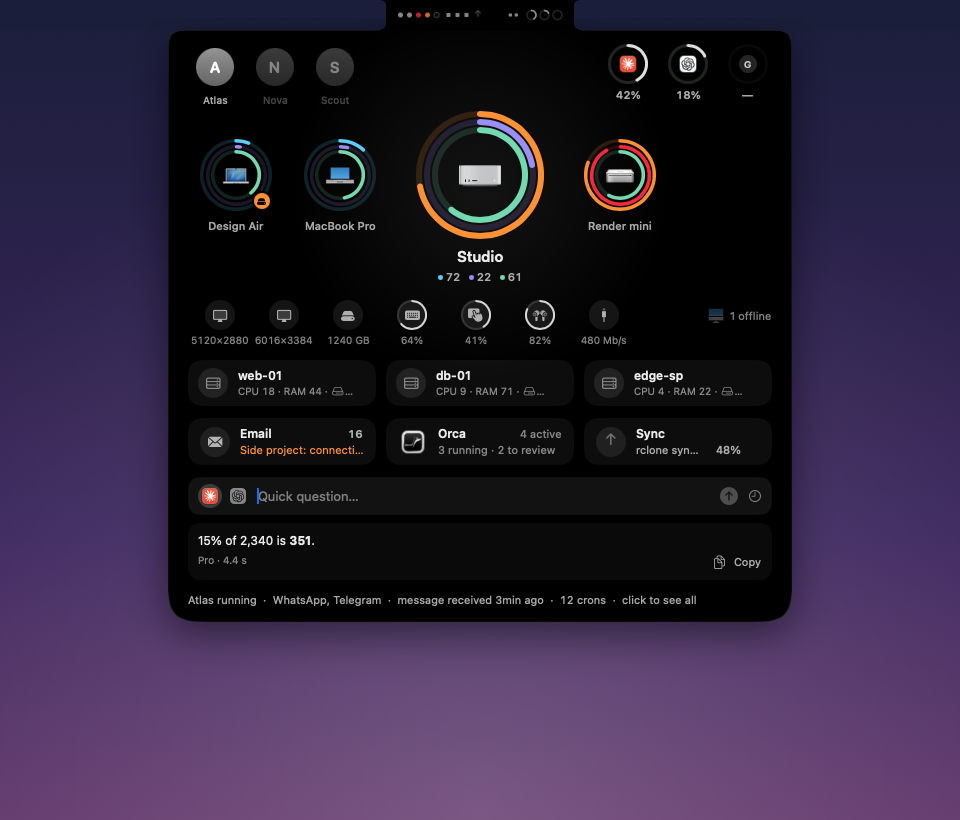 A N S G
Atlas Nova Scout 42% 18% —
Design Air MacBook Pro Render mini
Studio
72 22 61
5120×2880 6016×3384 1240 GB 64% 41% 82% 480 Mb/s 1 offline
web-01 db-01 edge-sp
CPU 18 · RAM 44 · ... CPU 9 · RAM 71 · ... CPU 4 · RAM 22 · ...
Email 16 Orca 4 active Sync
Side project: connecti... 3 running · 2 to review rclone syn... 48%
Quick question...
15% of 2,340 is 351.
Pro · 4.4 s Copy
Atlas running · WhatsApp, Telegram · message received 3min ago · 12 crons · click to see all